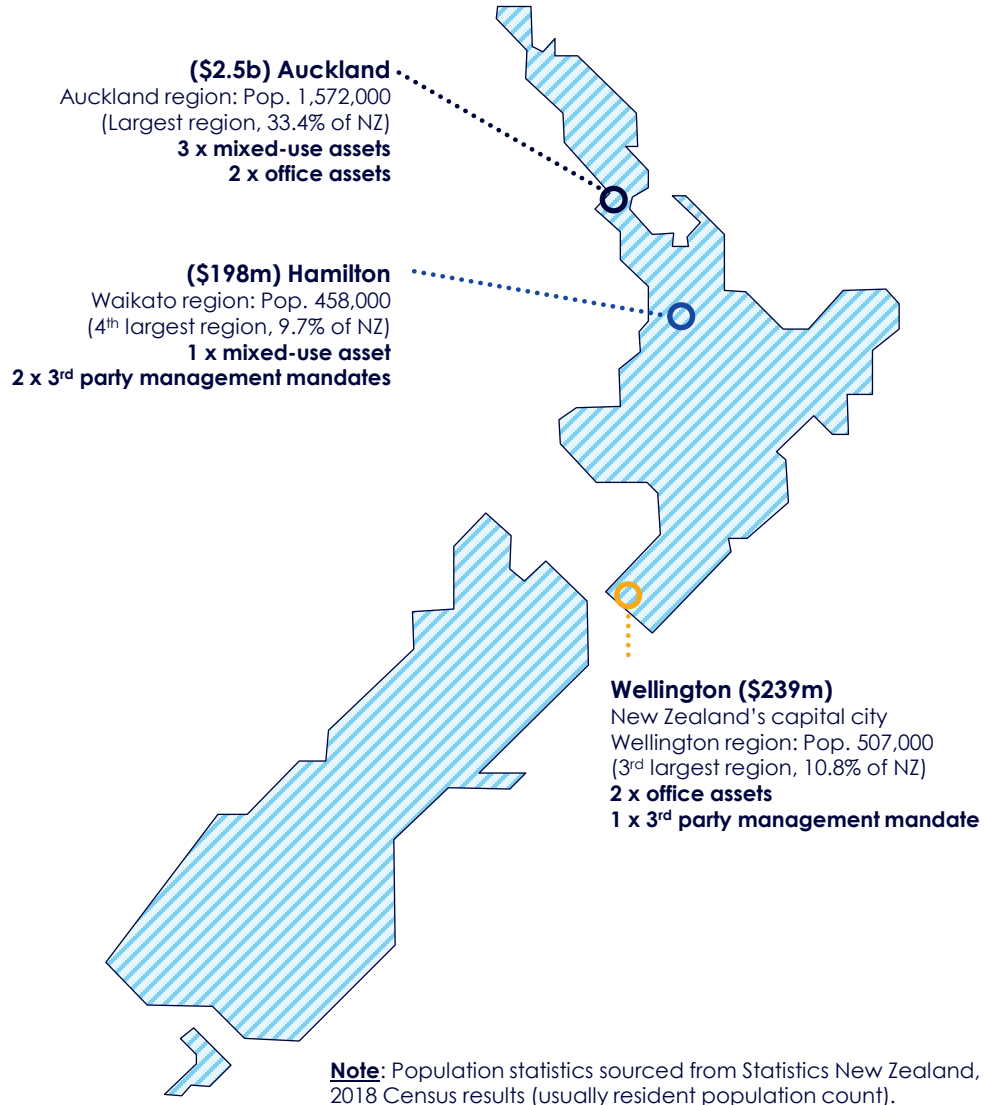 ($2.5b) Auckland
Auckland region: Pop. 1,572,000
(Largest region, 33.4% of NZ)
3 x mixed-use assets
2 x office assets
($198m) Hamilton
Waikato region: Pop. 458,000
(4th largest region, 9.7% of NZ)
1 x mixed-use asset
2 x 3rd party management mandates
Wellington ($239m)
New Zealand's capital city
Wellington region: Pop. 507,000
(3rd largest region, 10.8% of NZ)
2 x office assets
1 x 3rd party management mandate
Note: Population statistics sourced from Statistics New Zealand,
2018 Census results (usually resident population count).